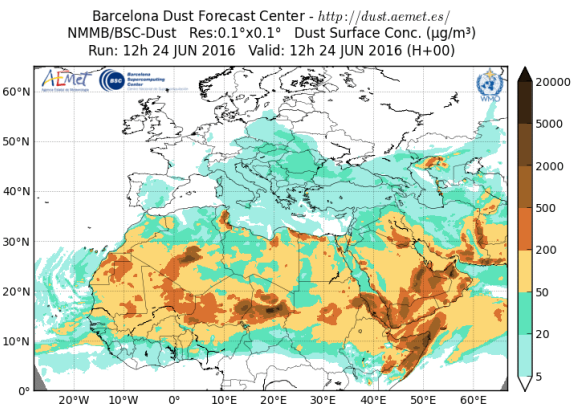 Barcelona Dust Forecast Center - http://dust.aemet.es/
NMMB/BSC-Dust Res:0.1°x0.1° Dust Surface Conc. (µg/m³)
Run: 12h 24 JUN 2016 Valid: 12h 24 JUN 2016 (H+00)
AEmet
BSC
Barcelona
Supercomputing
Center
WMO
60°N
50°N
40°N
30°N
20°N
10°N
0°
20°W
10°W
0°
10°E
20°E
30°E
40°E
50°E
60°E
20000
5000
2000
500
200
50
20
5